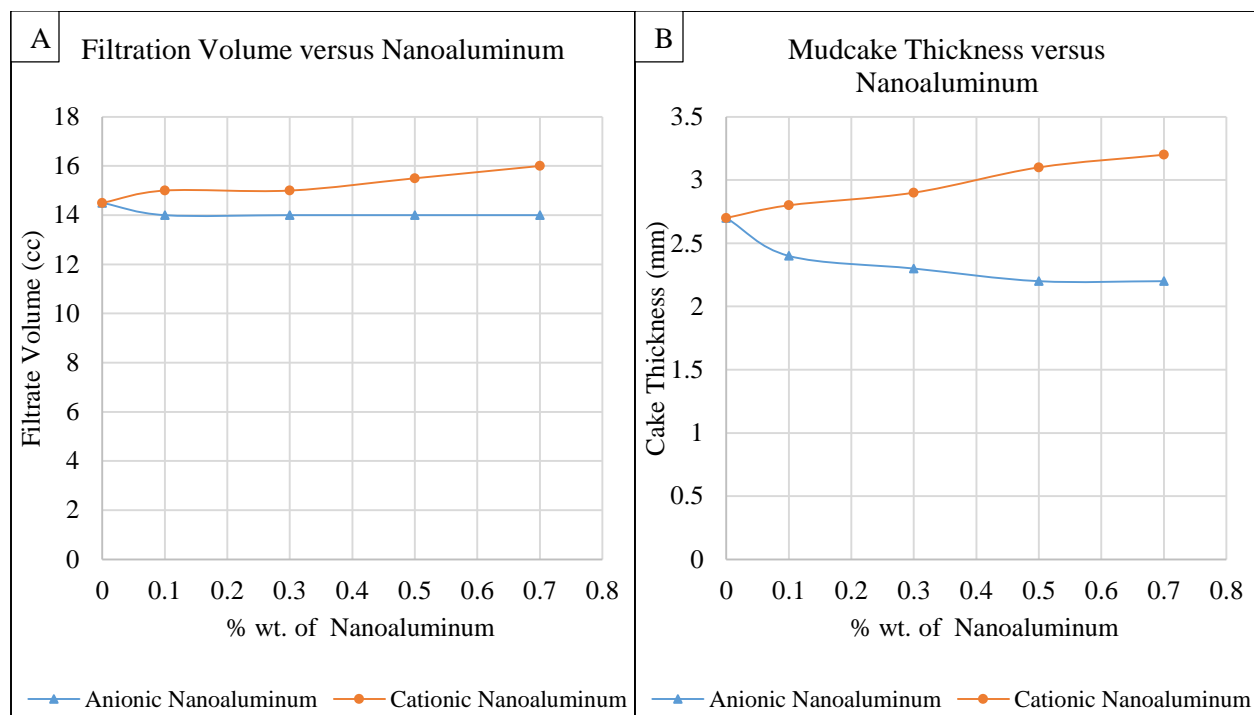 A
Filtration Volume versus Nanoaluminum
18
16
14
12
10
8
6
4
2
0
Filtrate Volume (cc)
0 0.1 0.2 0.3 0.4 0.5 0.6 0.7 0.8
% wt. of Nanoaluminum
Anionic Nanoaluminum Cationic Nanoaluminum
B
Mudcake Thickness versus
Nanoaluminum
3.5
3
2.5
2
1.5
1
0.5
0
Cake Thickness (mm)
0 0.1 0.2 0.3 0.4 0.5 0.6 0.7 0.8
% wt. of Nanoaluminum
Anionic Nanoaluminum Cationic Nanoaluminum